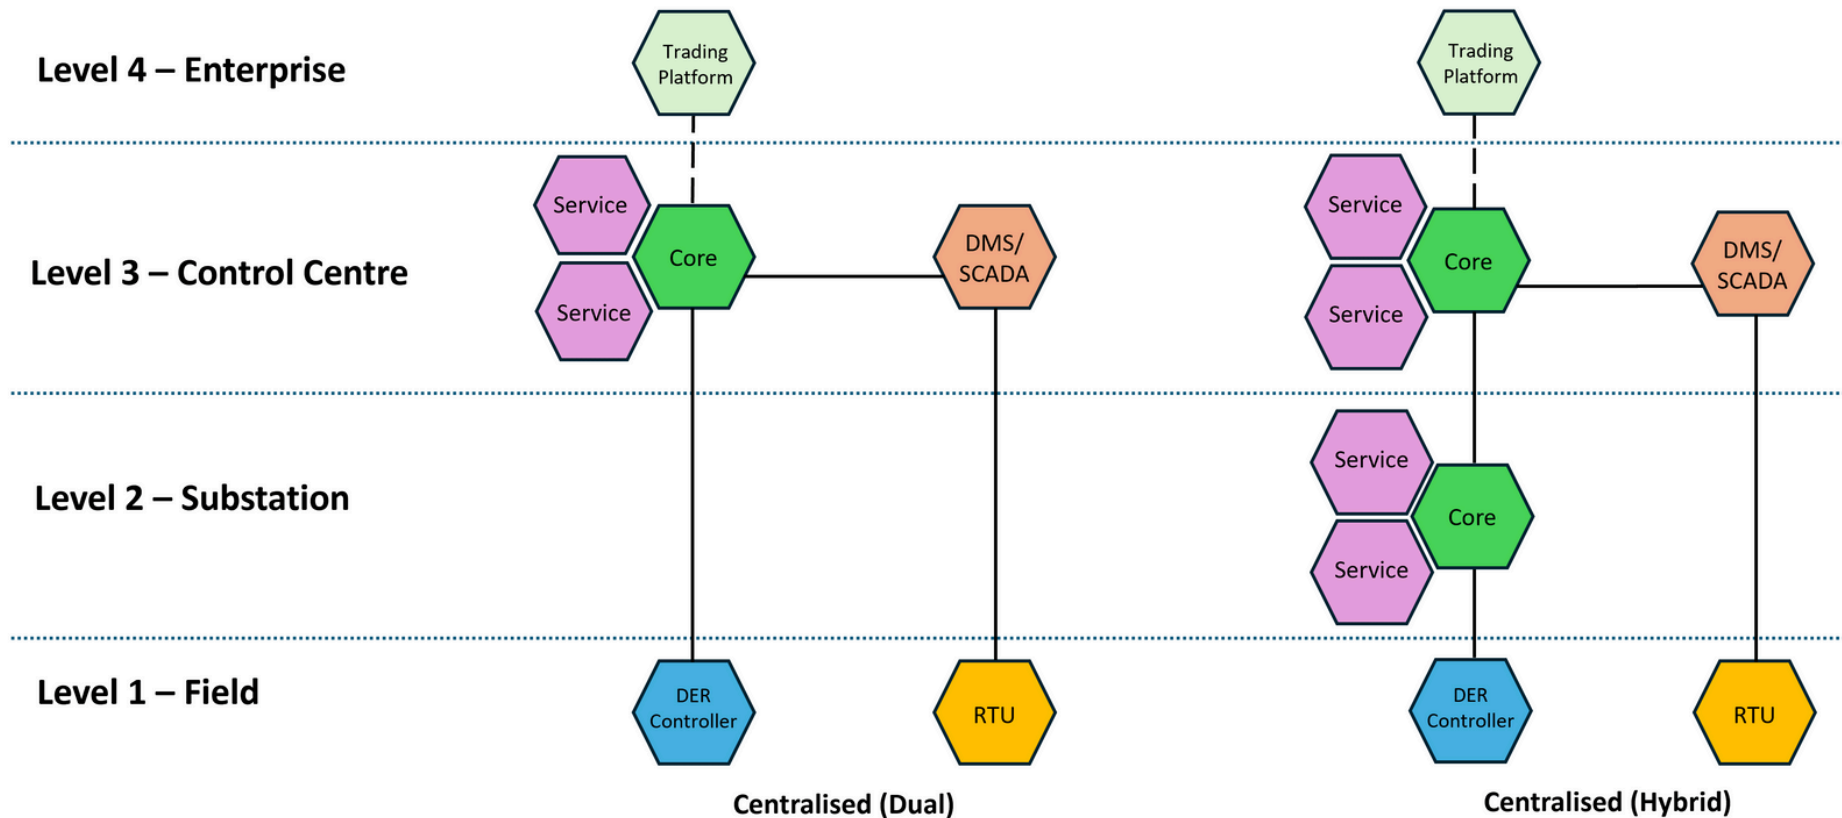 Level 4 – Enterprise
Trading
Platform
Trading
Platform
Level 3 – Control Centre
Service
Service
Core
DMS/
SCADA
Service
Service
Core
DMS/
SCADA
Level 2 – Substation
Service
Service
Core
Level 1 – Field
DER
Controller
RTU
DER
Controller
RTU
Centralised (Dual)
Centralised (Hybrid)